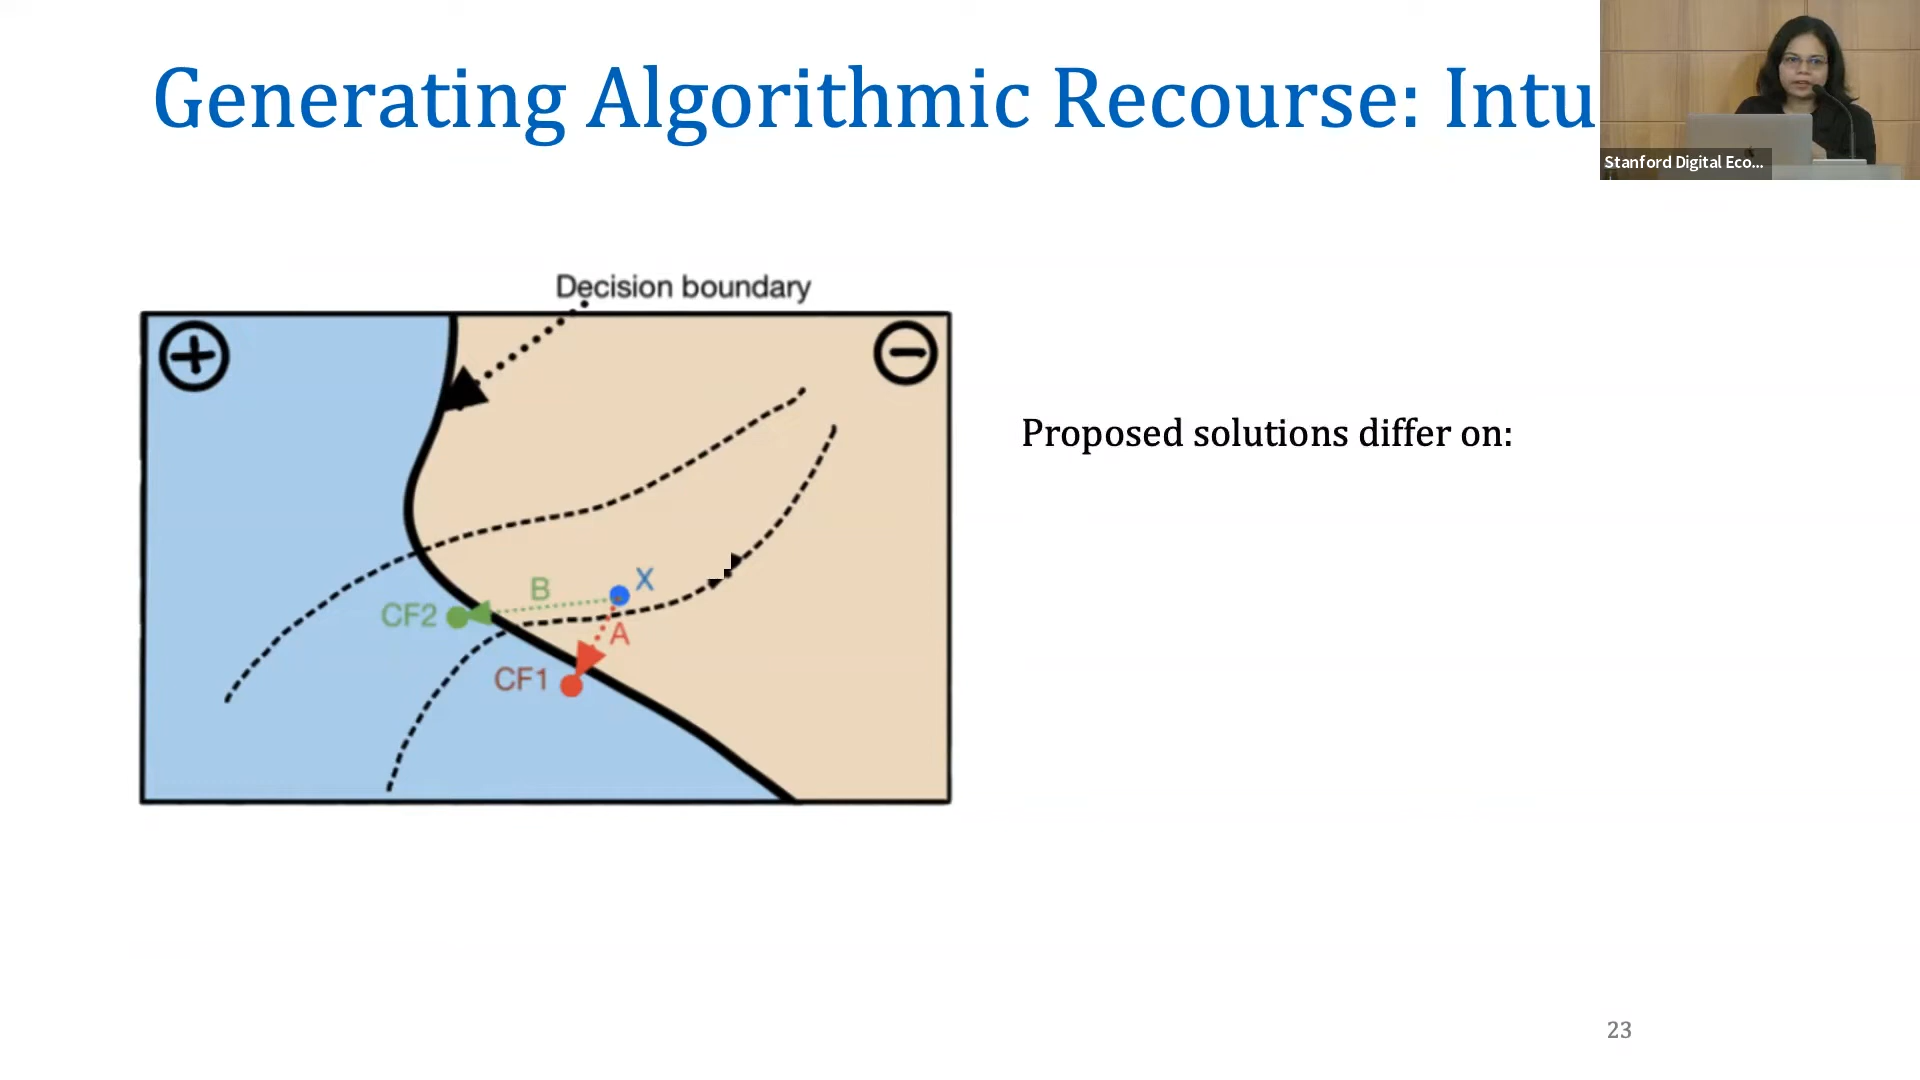 Generating Algorithmic Recourse: Intu
Stanford Digital Eco...
Decision boundary
Proposed solutions differ on:
X
B
CF2
A
CF1
23